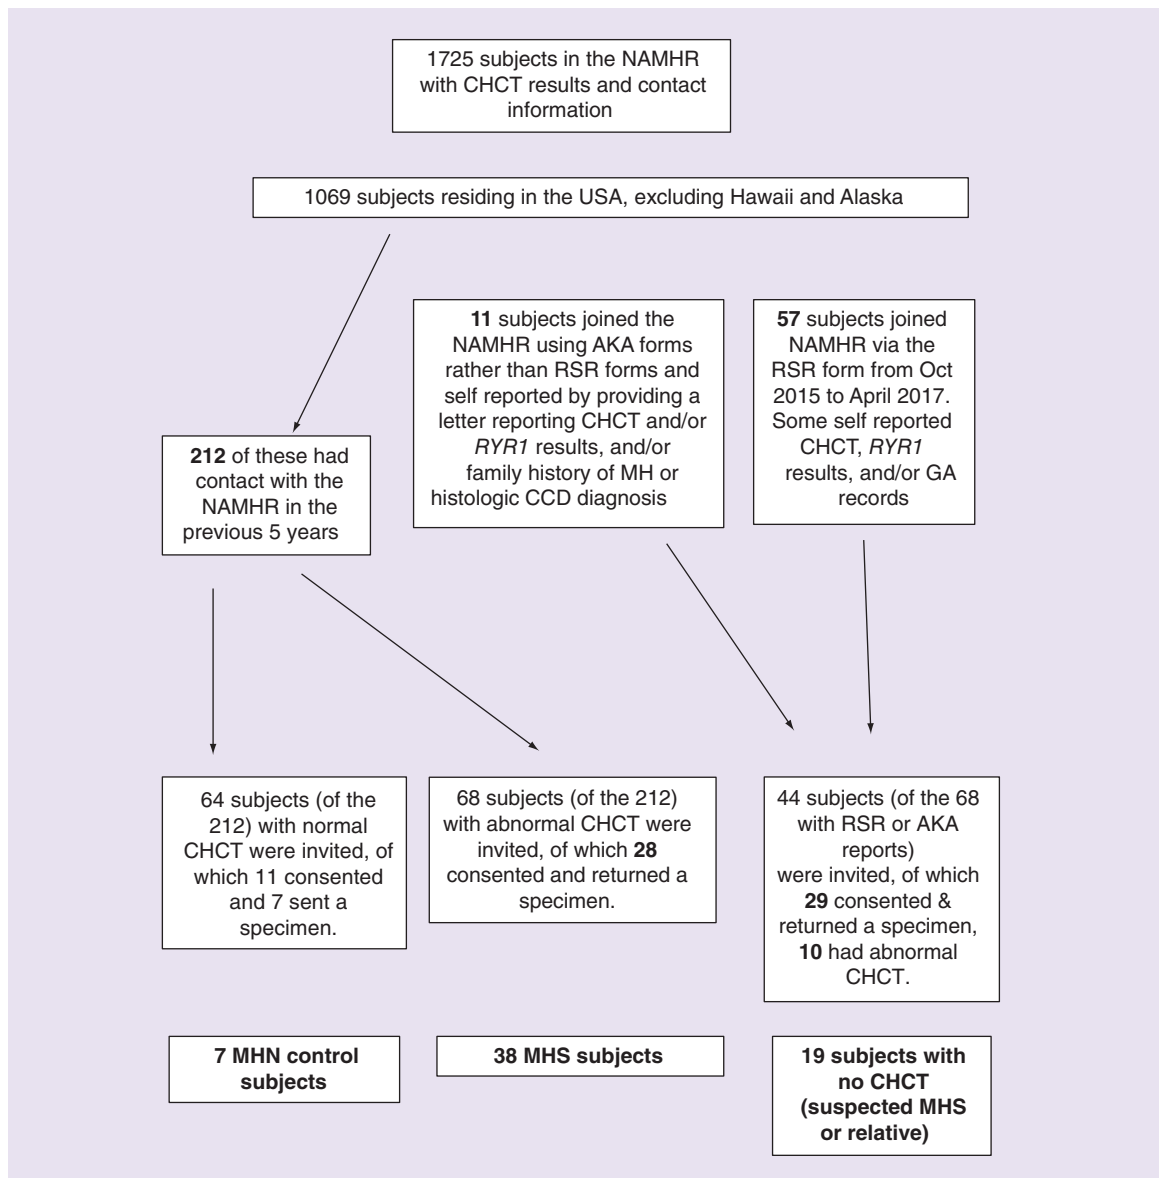 1725 subjects in the NAMHR
with CHCT results and contact
information
1069 subjects residing in the USA, excluding Hawaii and Alaska
11 subjects joined the
NAMHR using AKA forms
rather than RSR forms and
self reported by providing a
letter reporting CHCT and/or
RYR1 results, and/or
family history of MH or
histologic CCD diagnosis
57 subjects joined
NAMHR via the
RSR form from Oct
2015 to April 2017.
Some self reported
CHCT, RYR1
results, and/or GA
records
212 of these had
contact with the
NAMHR in the
previous 5 years
64 subjects (of the
212) with normal
CHCT were invited, of
which 11 consented
and 7 sent a
specimen.
68 subjects (of the 212)
with abnormal CHCT were
invited, of which 28
consented and returned a
specimen.
44 subjects (of the 68
with RSR or AKA
reports)
were invited, of which
29 consented &
returned a specimen,
10 had abnormal
CHCT.
7 MHN control
subjects
38 MHS subjects
19 subjects with
no CHCT
(suspected MHS
or relative)